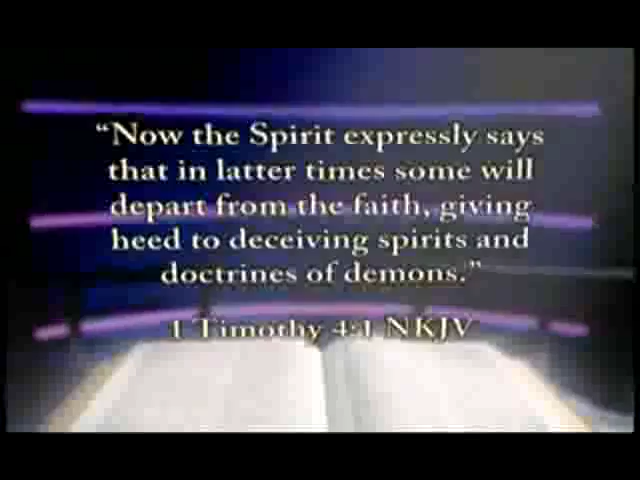 “Now the Spirit expressly says
that in latter times some will
depart from the faith, giving
heed to deceiving spirits and
doctrines of demons.”
1 Timothy 4:1 NKJV